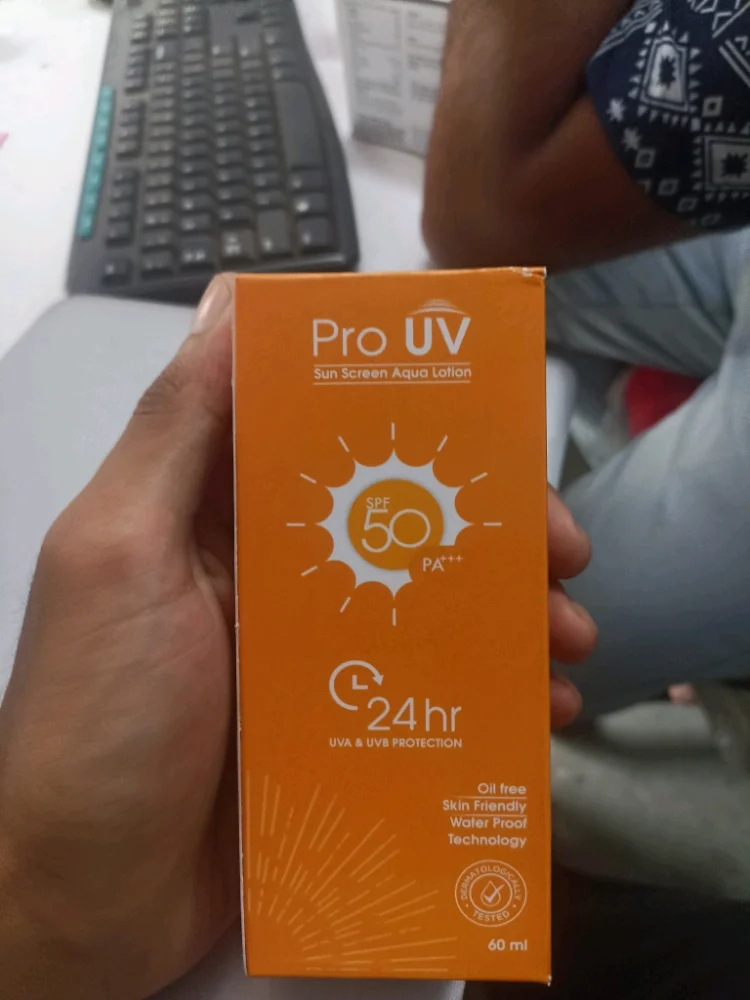 Pro UV
Sun Screen Aqua Lotion
SPF
50
PA+++
24hr
UVA & UVB PROTECTION
Oil free
Skin Friendly
Water Proof
Technology
DERMATOLOGICALLY
TESTED
60 ml